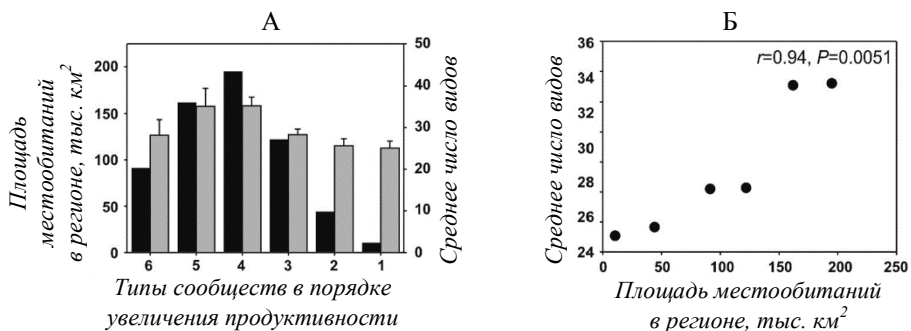 А
Площадь
местообитаний
в регионе, тыс. км²
200
150
100
50
0
50
40
30
20
10
0
Среднее число видов
6 5 4 3 2 1
Типы сообществ в порядке
увеличения продуктивности
Б
r=0.94, P=0.0051
Среднее число видов
36
34
32
30
28
26
24
0 50 100 150 200 250
Площадь местообитаний
в регионе, тыс. км²